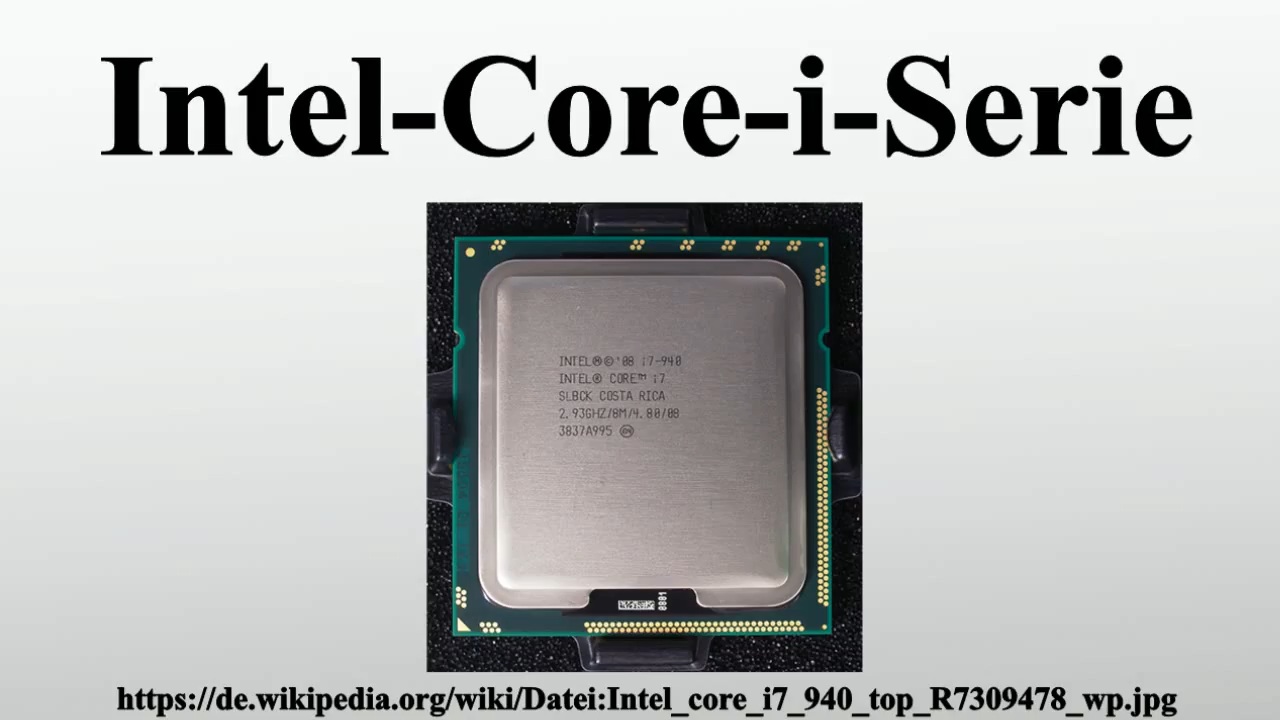 Intel-Core-i-Serie
INTEL®©'08 i7-940
INTEL® CORE™ i7
SLBCK COSTA RICA
2.93GHZ/8M/4.80/08
3837A995
https://de.wikipedia.org/wiki/Datei:Intel_core_i7_940_top_R7309478_wp.jpg